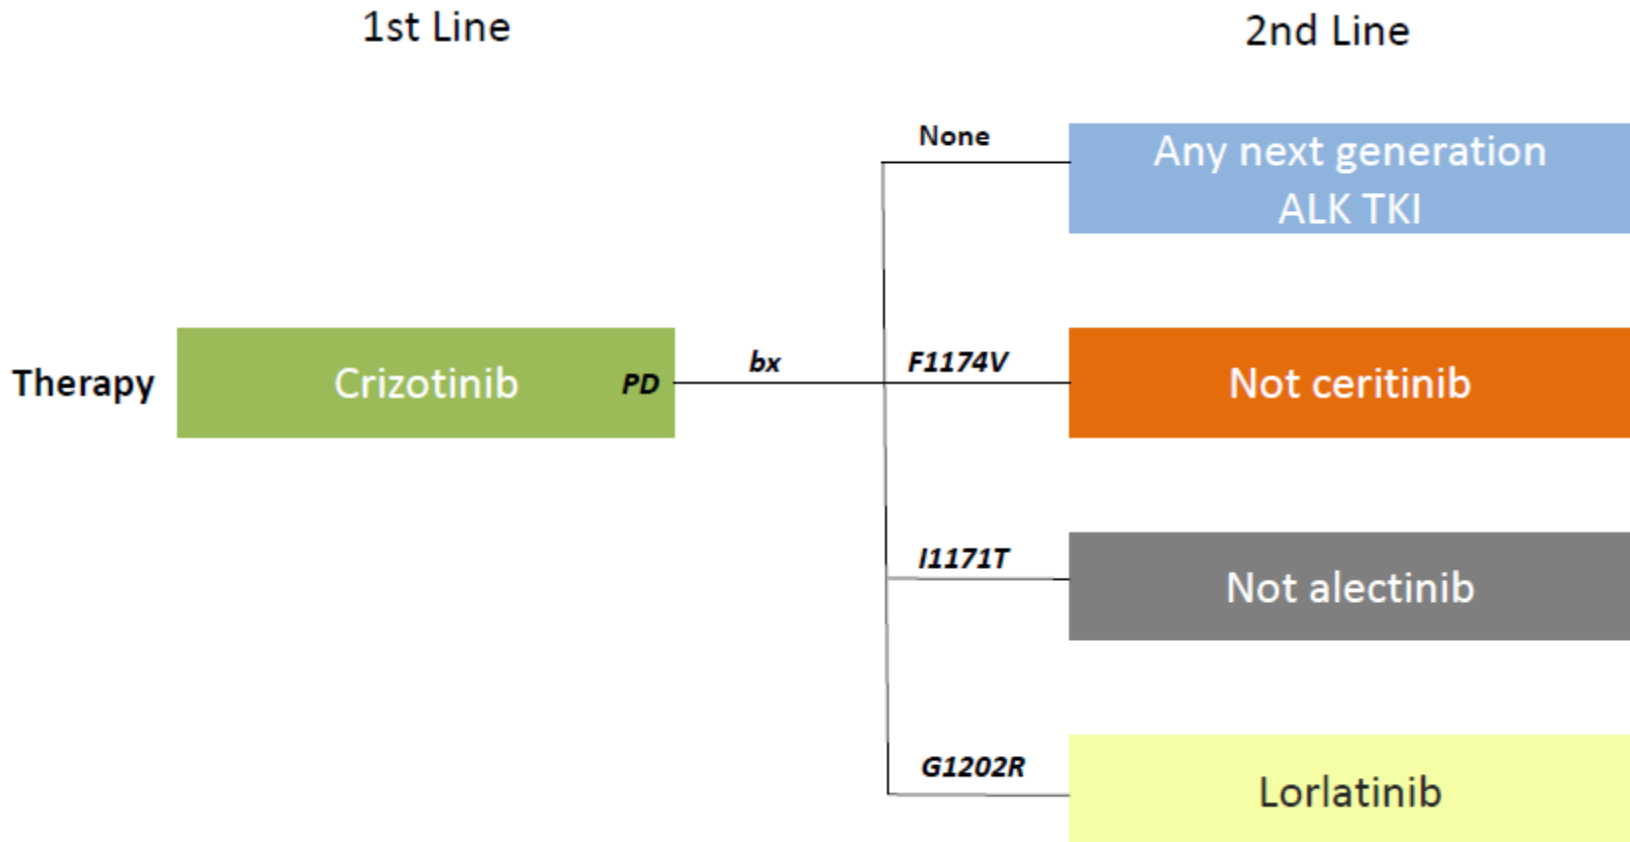 1st Line
2nd Line
None
Any next generation
ALK TKI
Therapy
Crizotinib
PD
bx
F1174V
Not ceritinib
I1171T
Not alectinib
G1202R
Lorlatinib